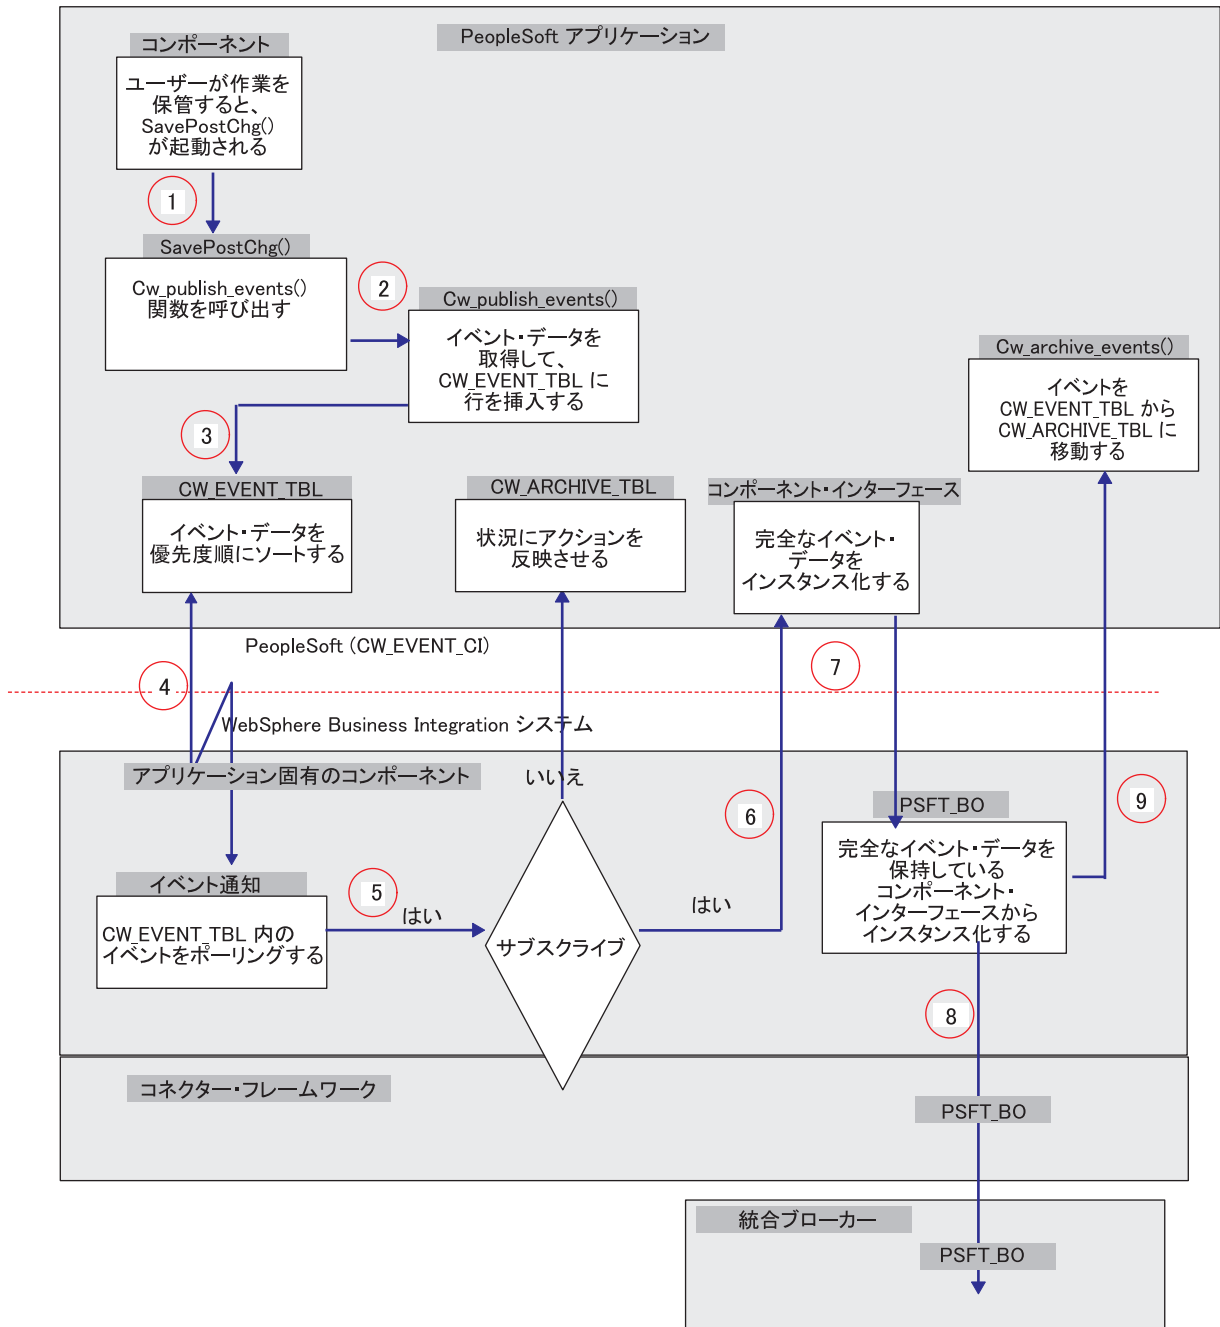 PeopleSoft アプリケーション
コンポーネント
ユーザーが作業を
保管すると、
SavePostChg()
が起動される
1
SavePostChg()
Cw_publish_events()
関数を呼び出す
2
Cw_publish_events()
イベント・データを
取得して、
CW_EVENT_TBL に
行を挿入する
Cw_archive_events()
イベントを
CW_EVENT_TBL から
CW_ARCHIVE_TBL に
移動する
3
CW_EVENT_TBL
イベント・データを
優先度順にソートする
CW_ARCHIVE_TBL
状況にアクションを
反映させる
コンポーネント・インターフェース
完全なイベント・
データを
インスタンス化する
PeopleSoft (CW_EVENT_CI)
4
7
WebSphere Business Integration システム
アプリケーション固有のコンポーネント
いいえ
6
9
PSFT_BO
完全なイベント・データを
保持している
コンポーネント・
インターフェースから
インスタンス化する
イベント通知
CW_EVENT_TBL 内の
イベントをポーリングする
5
はい
サブスクライブ
はい
8
コネクター・フレームワーク
PSFT_BO
統合ブローカー
PSFT_BO